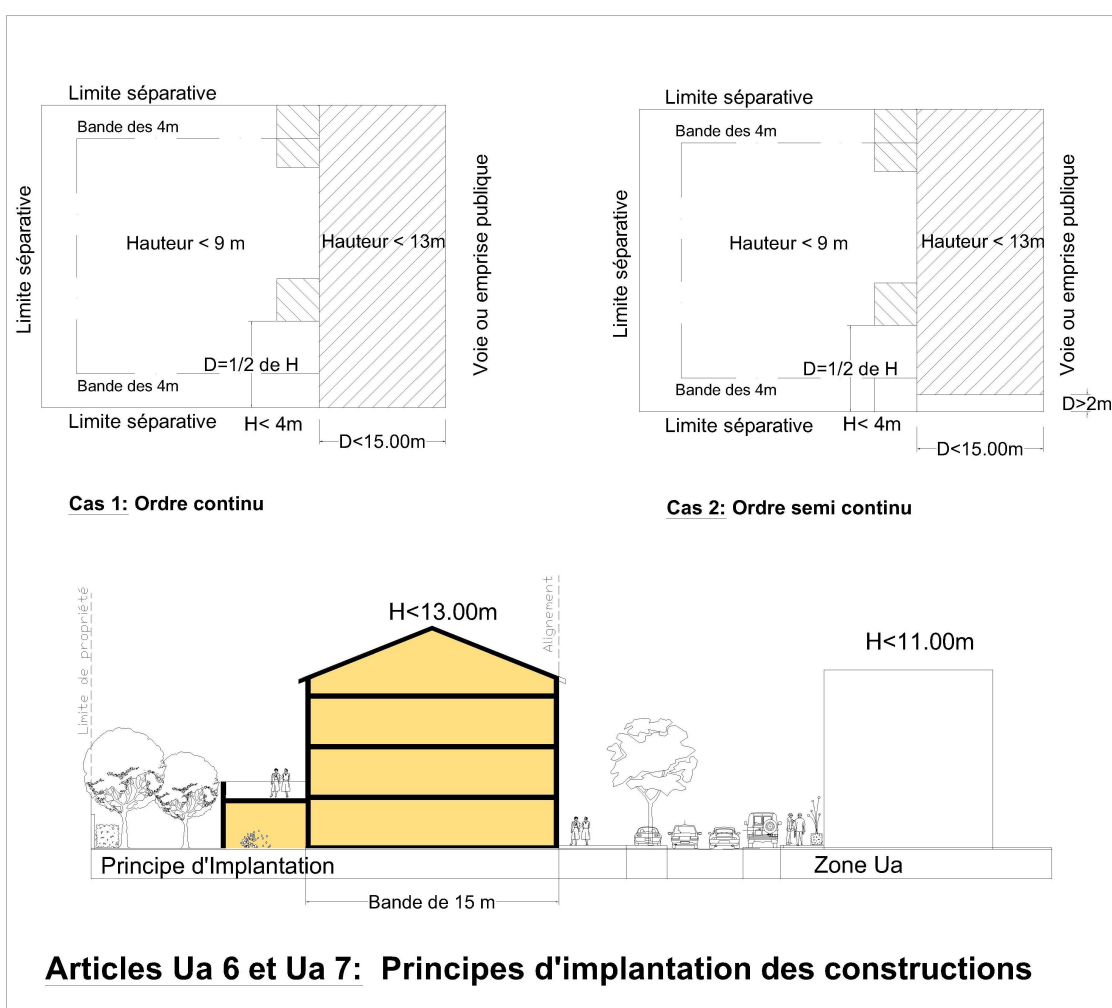 Limite séparative
Bande des 4m
Limite séparative
Hauteur < 9 m
Hauteur < 13m
Voie ou emprise publique
D=1/2 de H
Bande des 4m
Limite séparative
H< 4m
D<15.00m
Cas 1: Ordre continu
Limite séparative
Bande des 4m
Limite séparative
Hauteur < 9 m
Hauteur < 13m
Voie ou emprise publique
D=1/2 de H
Bande des 4m
D>2m
Limite séparative
H< 4m
D<15.00m
Cas 2: Ordre semi continu
Limite de propriété
H<13.00m
Alignement
H<11.00m
Principe d'Implantation
Zone Ua
Bande de 15 m
Articles Ua 6 et Ua 7: Principes d'implantation des constructions